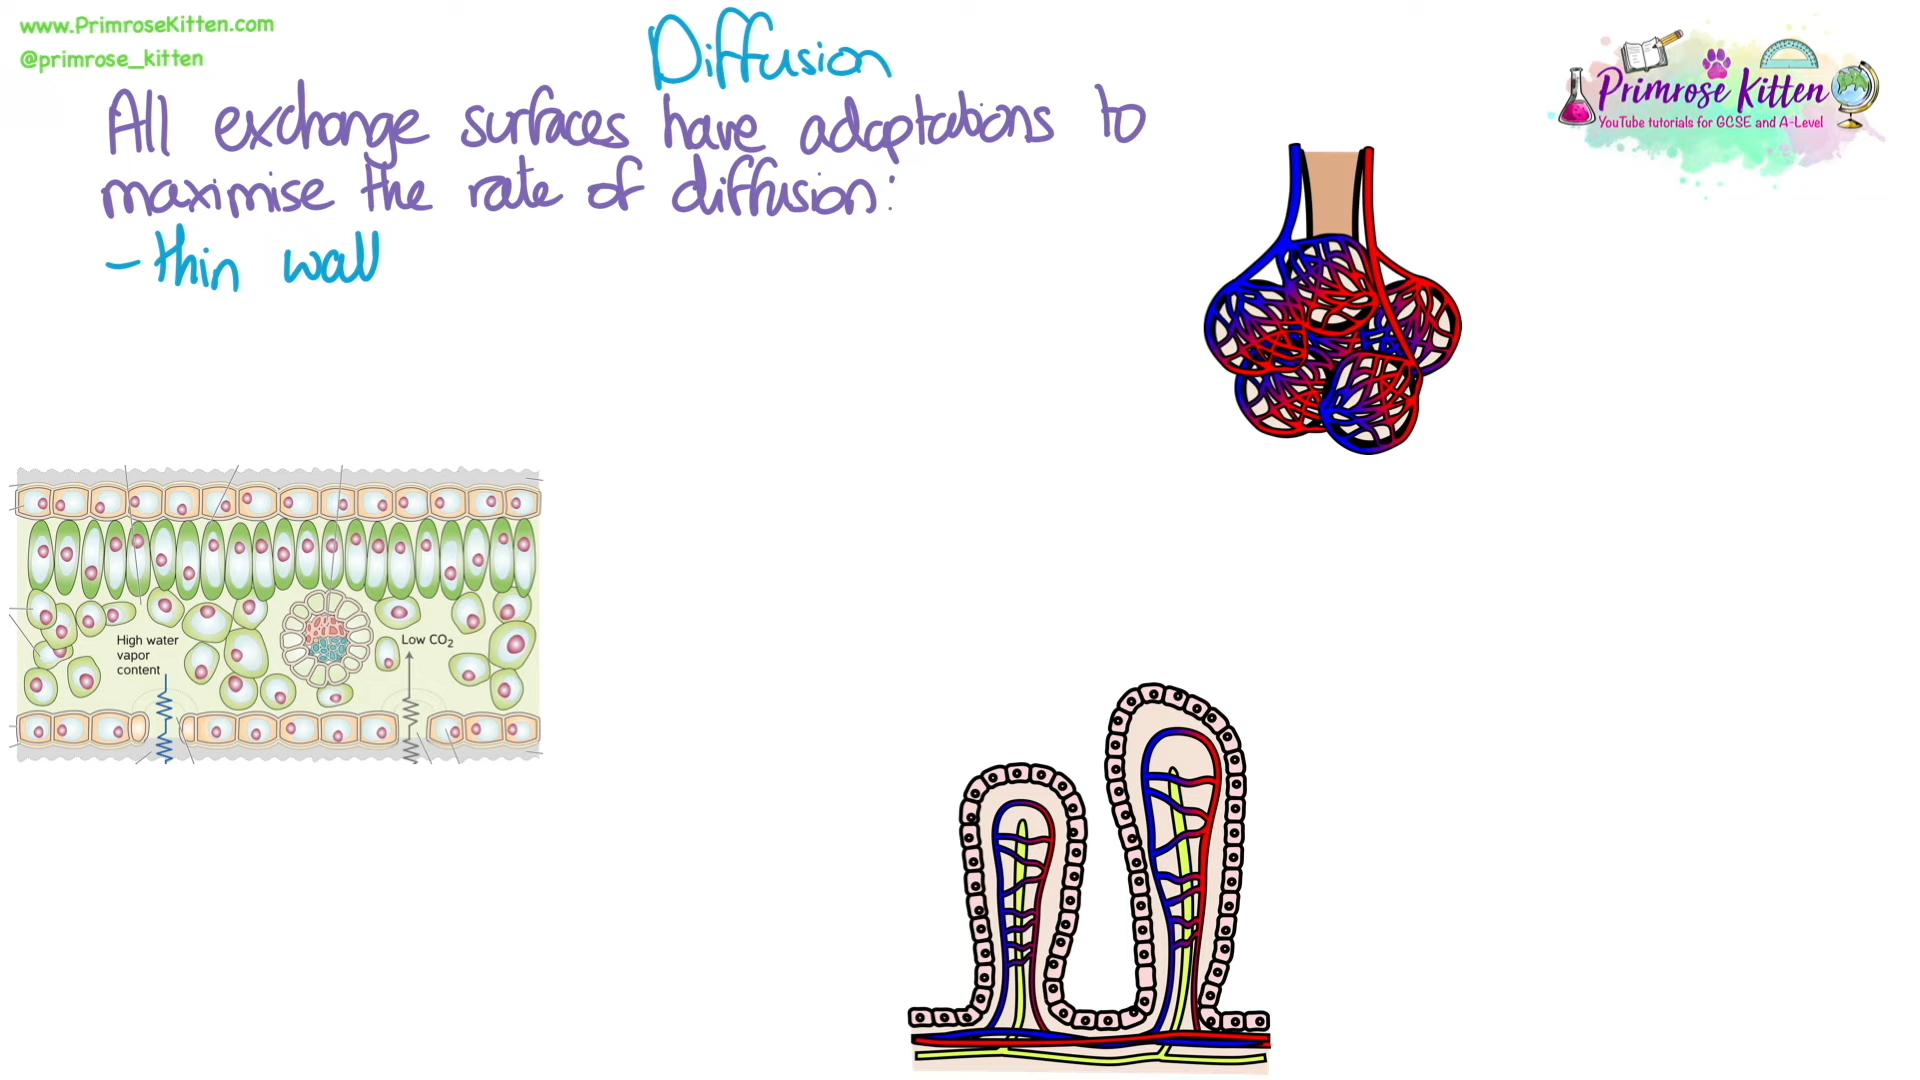 www.PrimroseKitten.com
@primrose_kitten
Diffusion
All exchange surfaces have adaptations to
maximise the rate of diffusion:
- thin wall
Primrose Kitten
YouTube tutorials for GCSE and A-Level
High water
vapor
content
Low CO₂